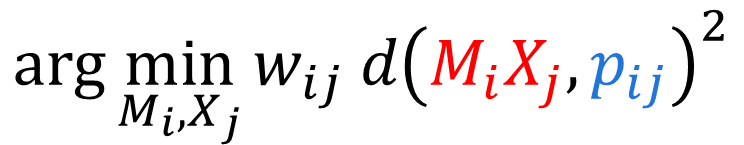 arg min_{M_i,X_j} w_{ij} d(M_i X_j, p_{ij})^2